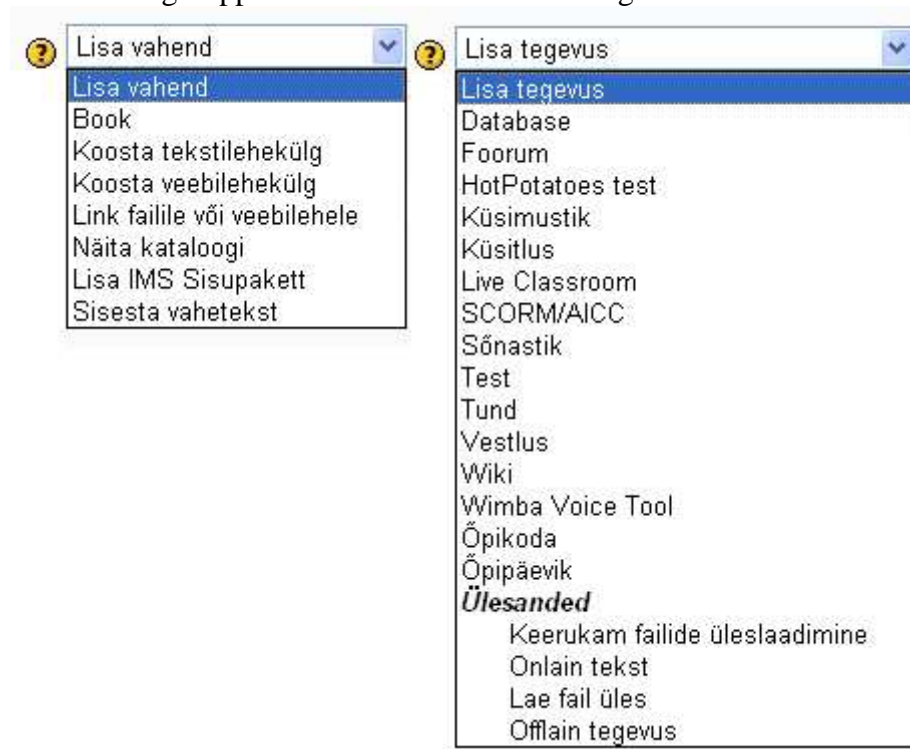 Lisa vahend
Lisa vahend
Book
Koosta tekstilehekülg
Koosta veebilehekülg
Link failile või veebilehele
Näita kataloogi
Lisa IMS Sisupakett
Sisesta vahetekst
Lisa tegevus
Lisa tegevus
Database
Foorum
HotPotatoes test
Küsimustik
Küsitlus
Live Classroom
SCORM/AICC
Sõnastik
Test
Tund
Vestlus
Wiki
Wimba Voice Tool
Õpikoda
Õpipäevik
Ülesanded
Keerukam failide üleslaadimine
Onlain tekst
Lae fail üles
Offlain tegevus